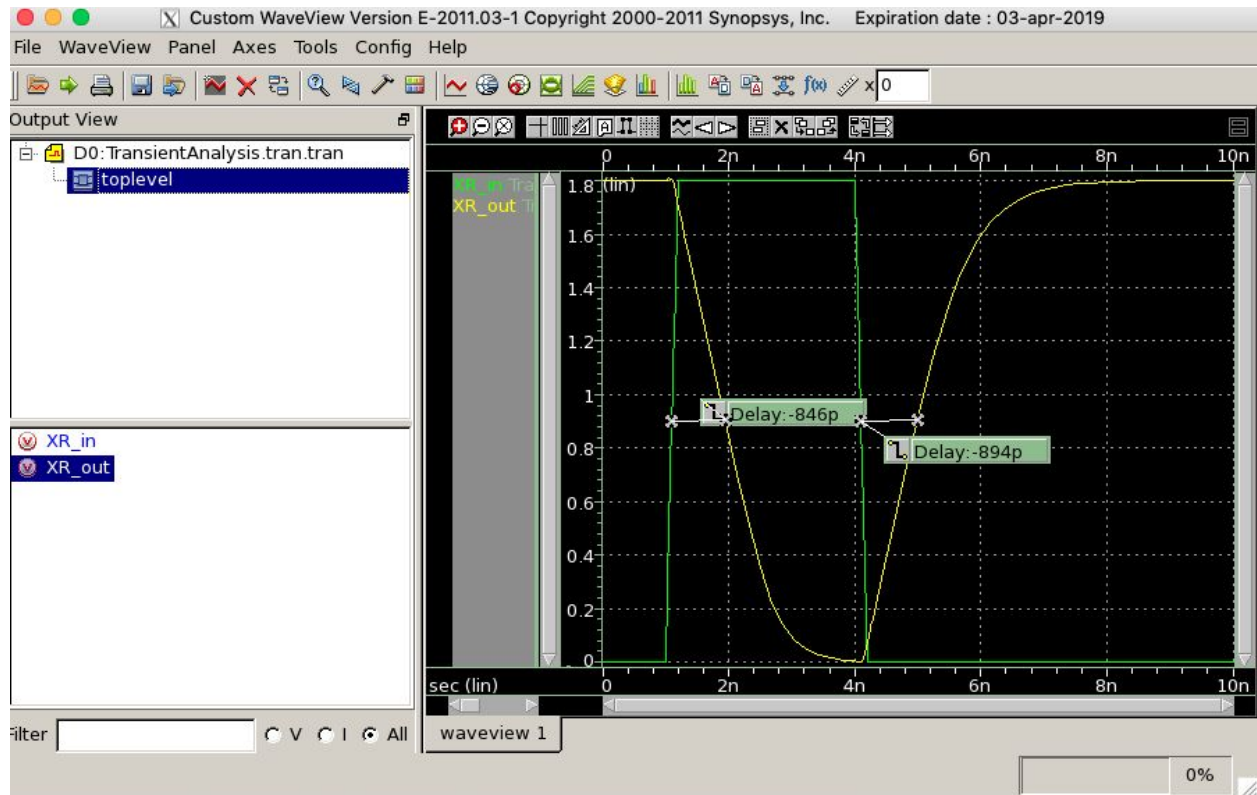 Custom WaveView Version E-2011.03-1 Copyright 2000-2011 Synopsys, Inc. Expiration date : 03-apr-2019
File WaveView Panel Axes Tools Config Help
f(x) x 0
Output View
D0:TransientAnalysis.tran.tran
toplevel
XR_in
XR_out
Filter V I All
0 2n 4n 6n 8n 10n
XR_in Tra
XR_out T
(lin)
1.8
1.6
1.4
1.2
1
0.8
0.6
0.4
0.2
0
Delay:-846p
Delay:-894p
sec (lin) 0 2n 4n 6n 8n 10n
waveview 1
0%